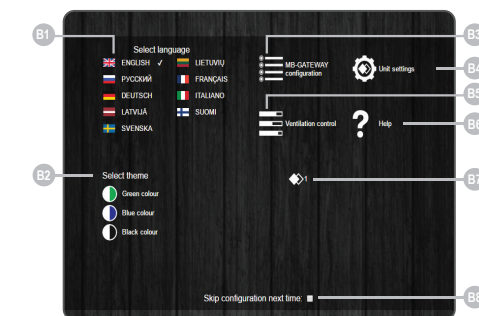 B1
Select language
ENGLISH ✓
LIETUVIŲ
РУССКИЙ
FRANÇAIS
DEUTSCH
ITALIANO
LATVIJĀ
SUOMI
SVENSKA
B3
MB-GATEWAY
configuration
B4
Unit settings
B5
Ventilation control
B6
Help
B2
Select theme
Green colour
Blue colour
Black colour
B7
1
Skip configuration next time:
B8